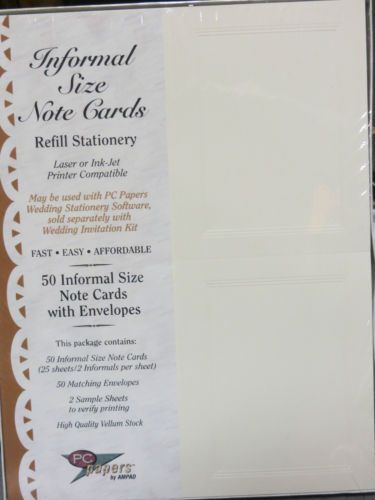 Informal
Size
Note Cards
Refill Stationery
Laser or Ink-Jet
Printer Compatible
May be used with PC Papers
Wedding Stationery Software,
sold separately with
Wedding Invitation Kit
FAST • EASY • AFFORDABLE
50 Informal Size
Note Cards
with Envelopes
This package contains:
50 Informal Size Note Cards
(25 sheets/2 Informals per sheet)
50 Matching Envelopes
2 Sample Sheets
to verify printing
High Quality Vellum Stock
PC
Papers™
by AMPAD